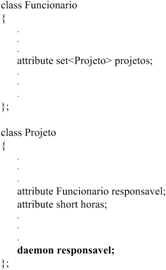 class Funcionario
{
.
.
.
attribute set<Projeto> projetos;
.
.
.
};
class Projeto
{
.
.
.
attribute Funcionario responsavel;
attribute short horas;
.
.
.
daemon responsavel;
};